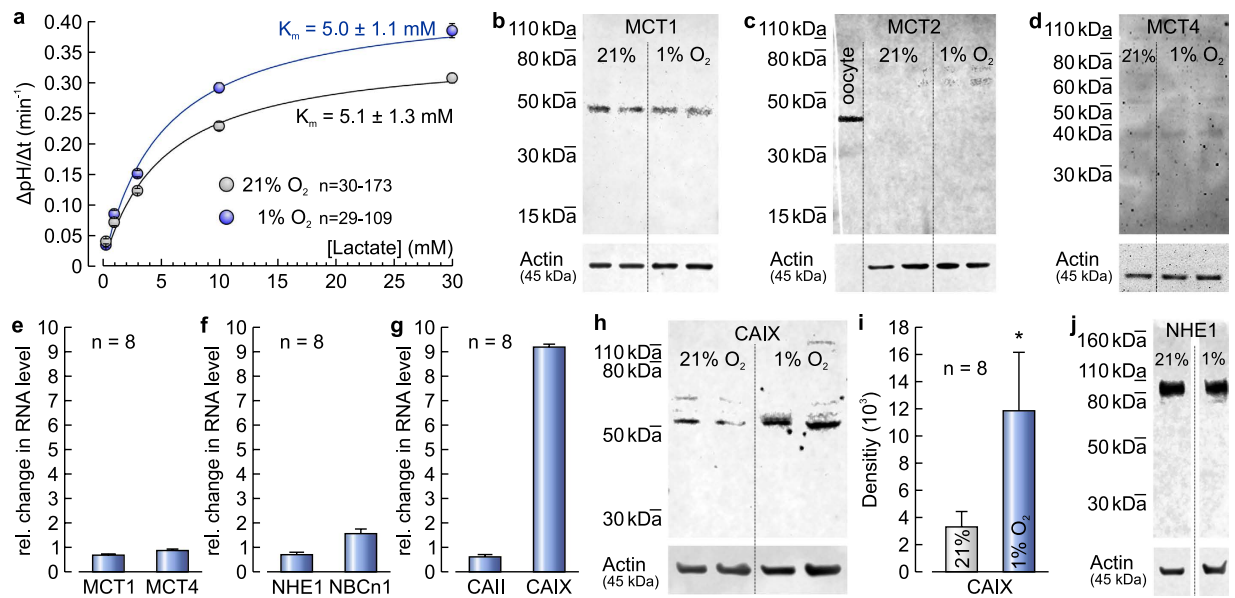 a
ΔpH/Δt (min⁻¹)
0.40
0.30
0.25
0.20
0.15
0.10
0.05
0
5
10
15
20
25
30
Km = 5.0 ± 1.1 mM
Km = 5.1 ± 1.3 mM
21% O2 n=30-173
1% O2 n=29-109
[Lactate] (mM)
b
MCT1
21% 1% O2
110 kDa
80 kDa
50 kDa
30 kDa
15 kDa
Actin
(45 kDa)
c
MCT2
oocyte
21% 1% O2
110 kDa
80 kDa
50 kDa
30 kDa
15 kDa
Actin
(45 kDa)
d
MCT4
21% 1% O2
110 kDa
80 kDa
60 kDa
50 kDa
40 kDa
30 kDa
Actin
(45 kDa)
e
rel. change in RNA level
n = 8
10
9
8
7
6
5
4
3
2
1
0
MCT1 MCT4
f
rel. change in RNA level
n = 8
10
9
8
7
6
5
4
3
2
1
0
NHE1 NBCn1
g
rel. change in RNA level
n = 8
10
9
8
7
6
5
4
3
2
1
0
CAII CAIX
h
CAIX
21% O2 1% O2
110 kDa
80 kDa
50 kDa
30 kDa
Actin
(45 kDa)
i
Densitiy (10³)
18
16
14
12
10
8
6
4
2
0
n = 8
*
21%
1% O2
CAIX
j
NHE1
21% 1%
160 kDa
110 kDa
80 kDa
50 kDa
30 kDa
Actin
(45 kDa)